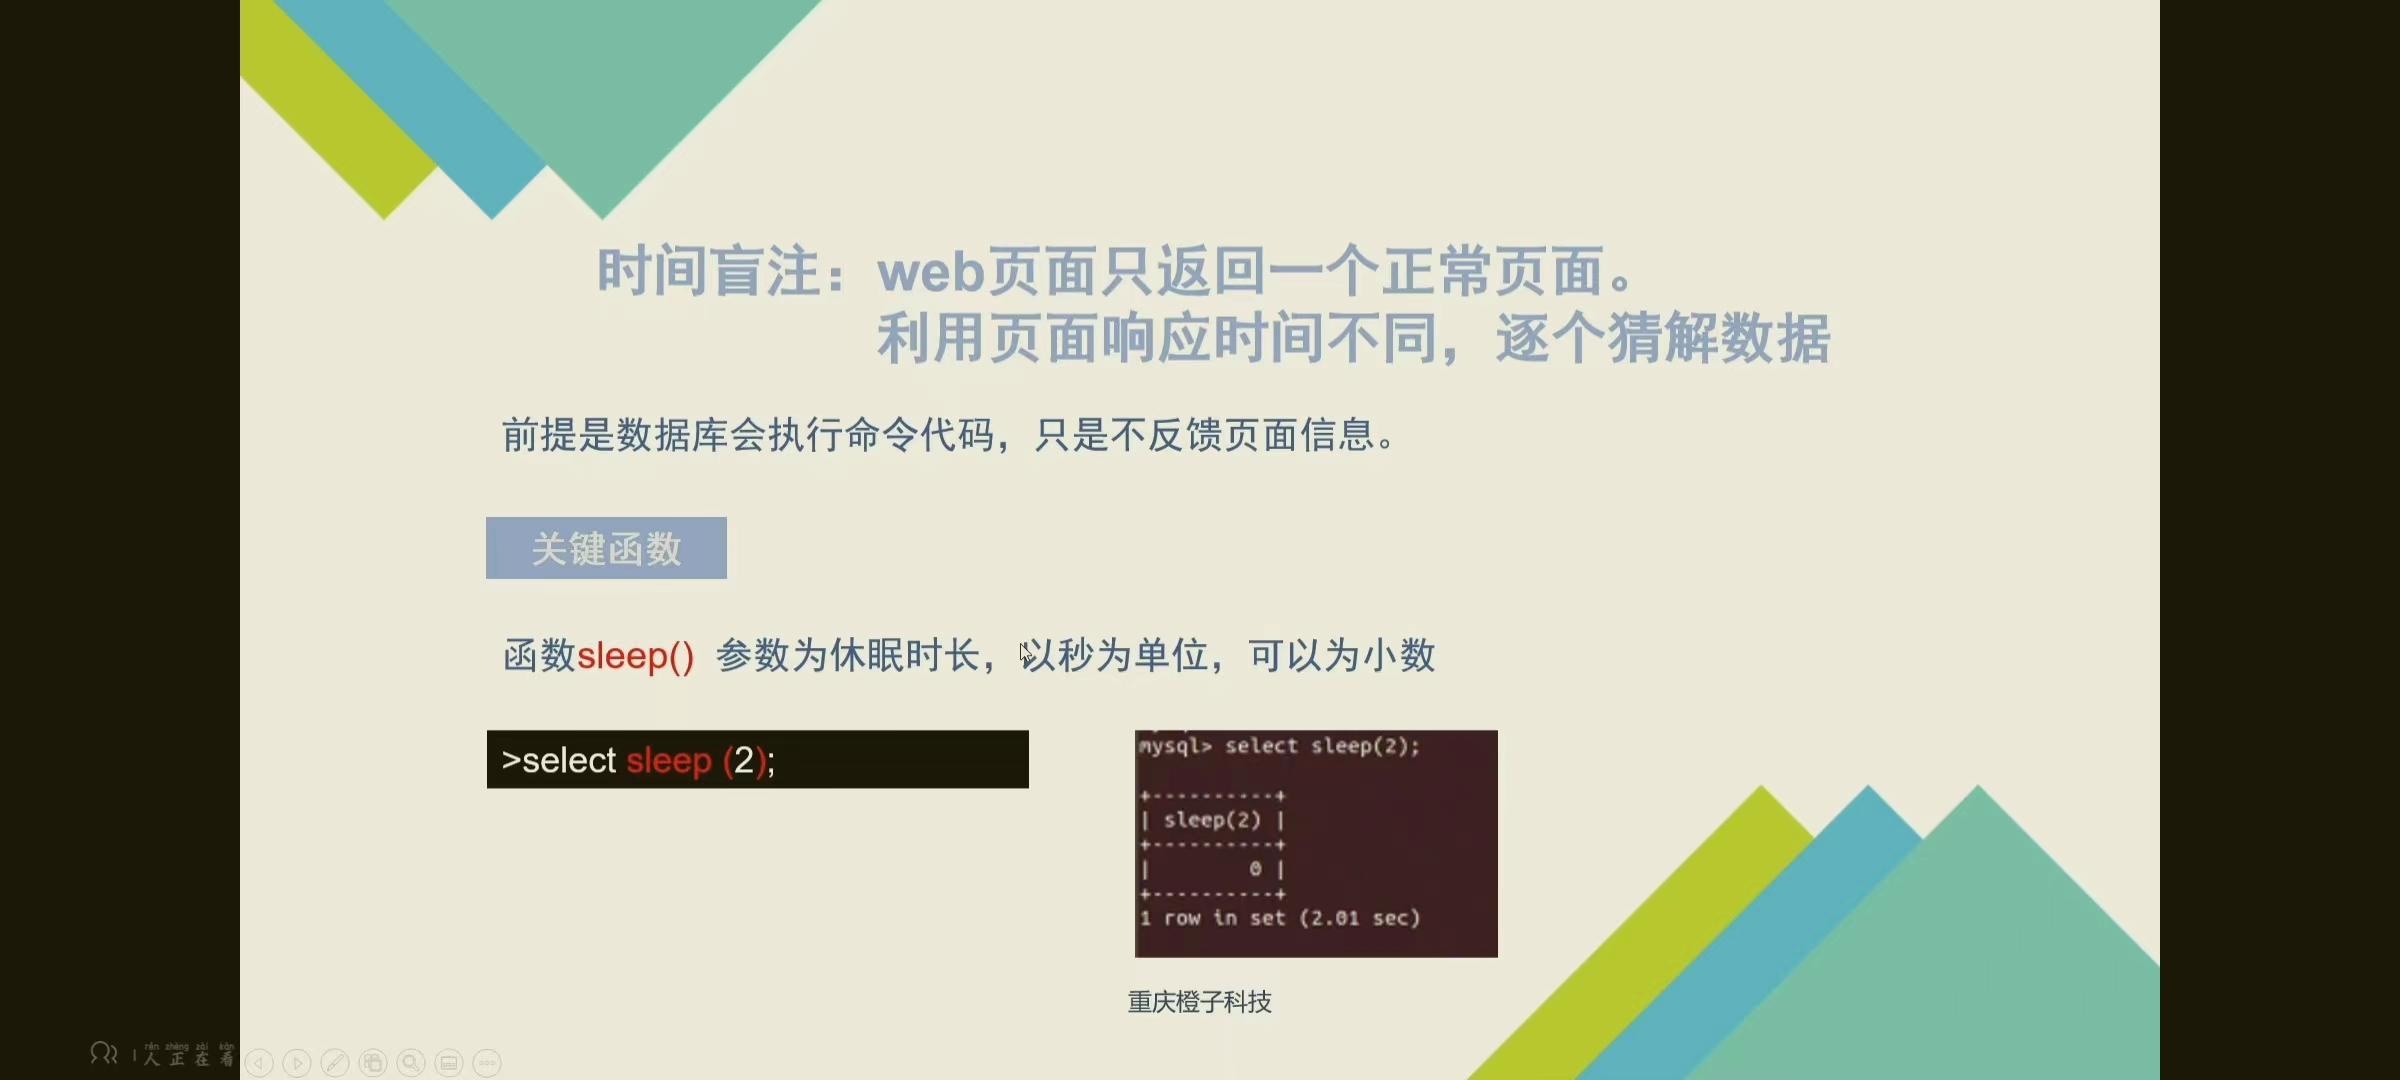 时间盲注：web页面只返回一个正常页面。
利用页面响应时间不同，逐个猜解数据
前提是数据库会执行命令代码，只是不反馈页面信息。
关键函数
函数sleep() 参数为休眠时长，以秒为单位，可以为小数
>select sleep (2);
mysql> select sleep(2);
+----------+
| sleep(2) |
+----------+
|        0 |
+----------+
1 row in set (2.01 sec)
重庆橙子科技
rén zhèng zài kàn
人正在看